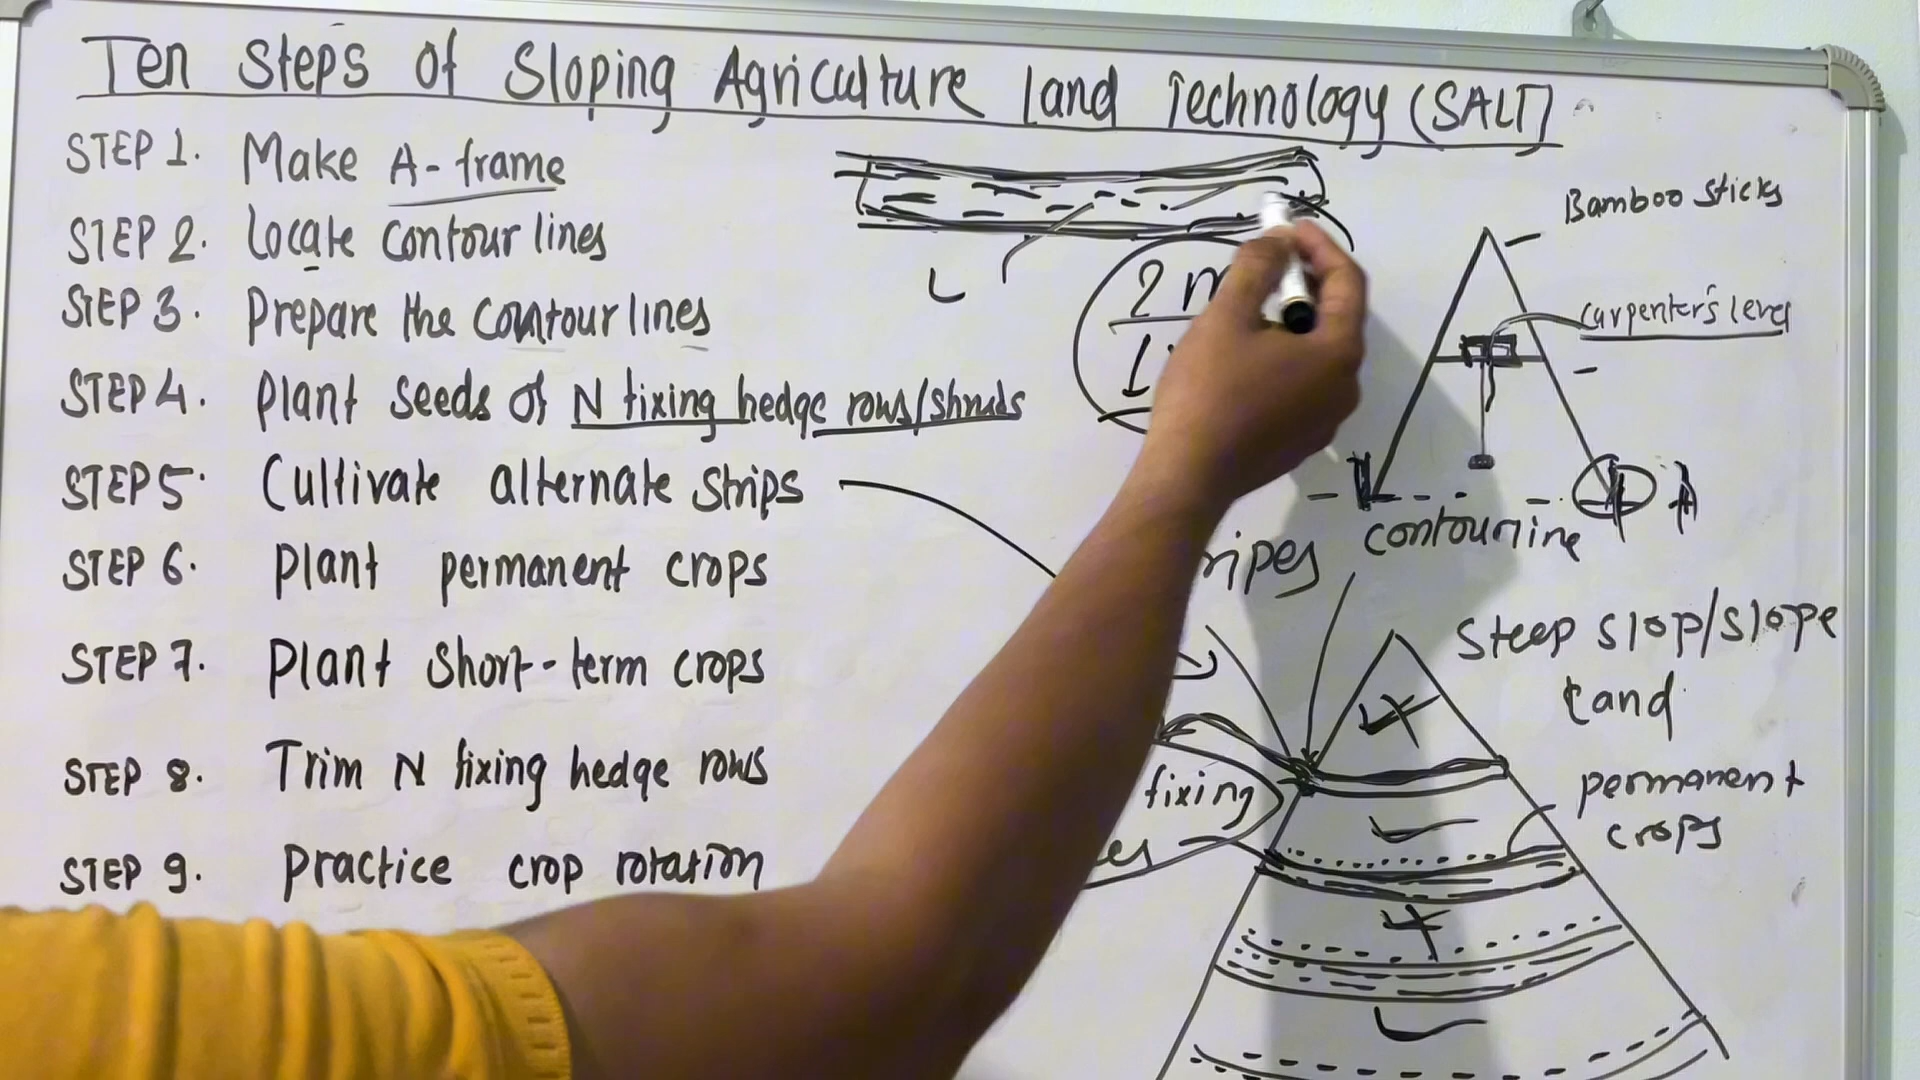 Ten Steps of Sloping Agriculture Land Technology (SALT)
STEP 1. Make A-frame
STEP 2. Locate contour lines
STEP 3. Prepare the contour lines
STEP 4. Plant seeds of N fixing hedge rows/shruds
STEP 5. Cultivate alternate strips
STEP 6. Plant permanent crops
STEP 7. Plant short-term crops
STEP 8. Trim N fixing hedge rows
STEP 9. Practice crop rotation
2 m
1
Bamboo sticks
Carpenter's level
contourline
Steep slop/slope
land
permanent
crops
fixing